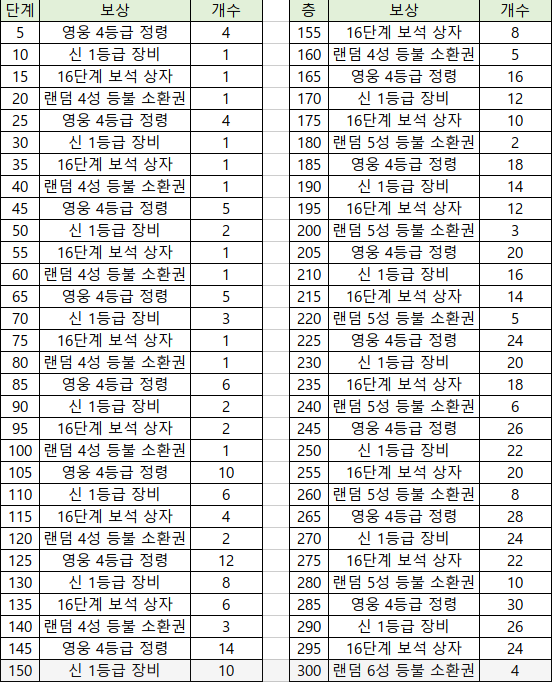 단계 보상 개수
5 영웅 4등급 정령 4
10 신 1등급 장비 1
15 16단계 보석 상자 1
20 랜덤 4성 등불 소환권 1
25 영웅 4등급 정령 4
30 신 1등급 장비 1
35 16단계 보석 상자 1
40 랜덤 4성 등불 소환권 1
45 영웅 4등급 정령 5
50 신 1등급 장비 2
55 16단계 보석 상자 1
60 랜덤 4성 등불 소환권 1
65 영웅 4등급 정령 5
70 신 1등급 장비 3
75 16단계 보석 상자 1
80 랜덤 4성 등불 소환권 1
85 영웅 4등급 정령 6
90 신 1등급 장비 2
95 16단계 보석 상자 2
100 랜덤 4성 등불 소환권 1
105 영웅 4등급 정령 10
110 신 1등급 장비 6
115 16단계 보석 상자 4
120 랜덤 4성 등불 소환권 2
125 영웅 4등급 정령 12
130 신 1등급 장비 8
135 16단계 보석 상자 6
140 랜덤 4성 등불 소환권 3
145 영웅 4등급 정령 14
150 신 1등급 장비 10
층 보상 개수
155 16단계 보석 상자 8
160 랜덤 4성 등불 소환권 5
165 영웅 4등급 정령 16
170 신 1등급 장비 12
175 16단계 보석 상자 10
180 랜덤 5성 등불 소환권 2
185 영웅 4등급 정령 18
190 신 1등급 장비 14
195 16단계 보석 상자 12
200 랜덤 5성 등불 소환권 3
205 영웅 4등급 정령 20
210 신 1등급 장비 16
215 16단계 보석 상자 14
220 랜덤 5성 등불 소환권 5
225 영웅 4등급 정령 24
230 신 1등급 장비 20
235 16단계 보석 상자 18
240 랜덤 5성 등불 소환권 6
245 영웅 4등급 정령 26
250 신 1등급 장비 22
255 16단계 보석 상자 20
260 랜덤 5성 등불 소환권 8
265 영웅 4등급 정령 28
270 신 1등급 장비 24
275 16단계 보석 상자 22
280 랜덤 5성 등불 소환권 10
285 영웅 4등급 정령 30
290 신 1등급 장비 26
295 16단계 보석 상자 24
300 랜덤 6성 등불 소환권 4